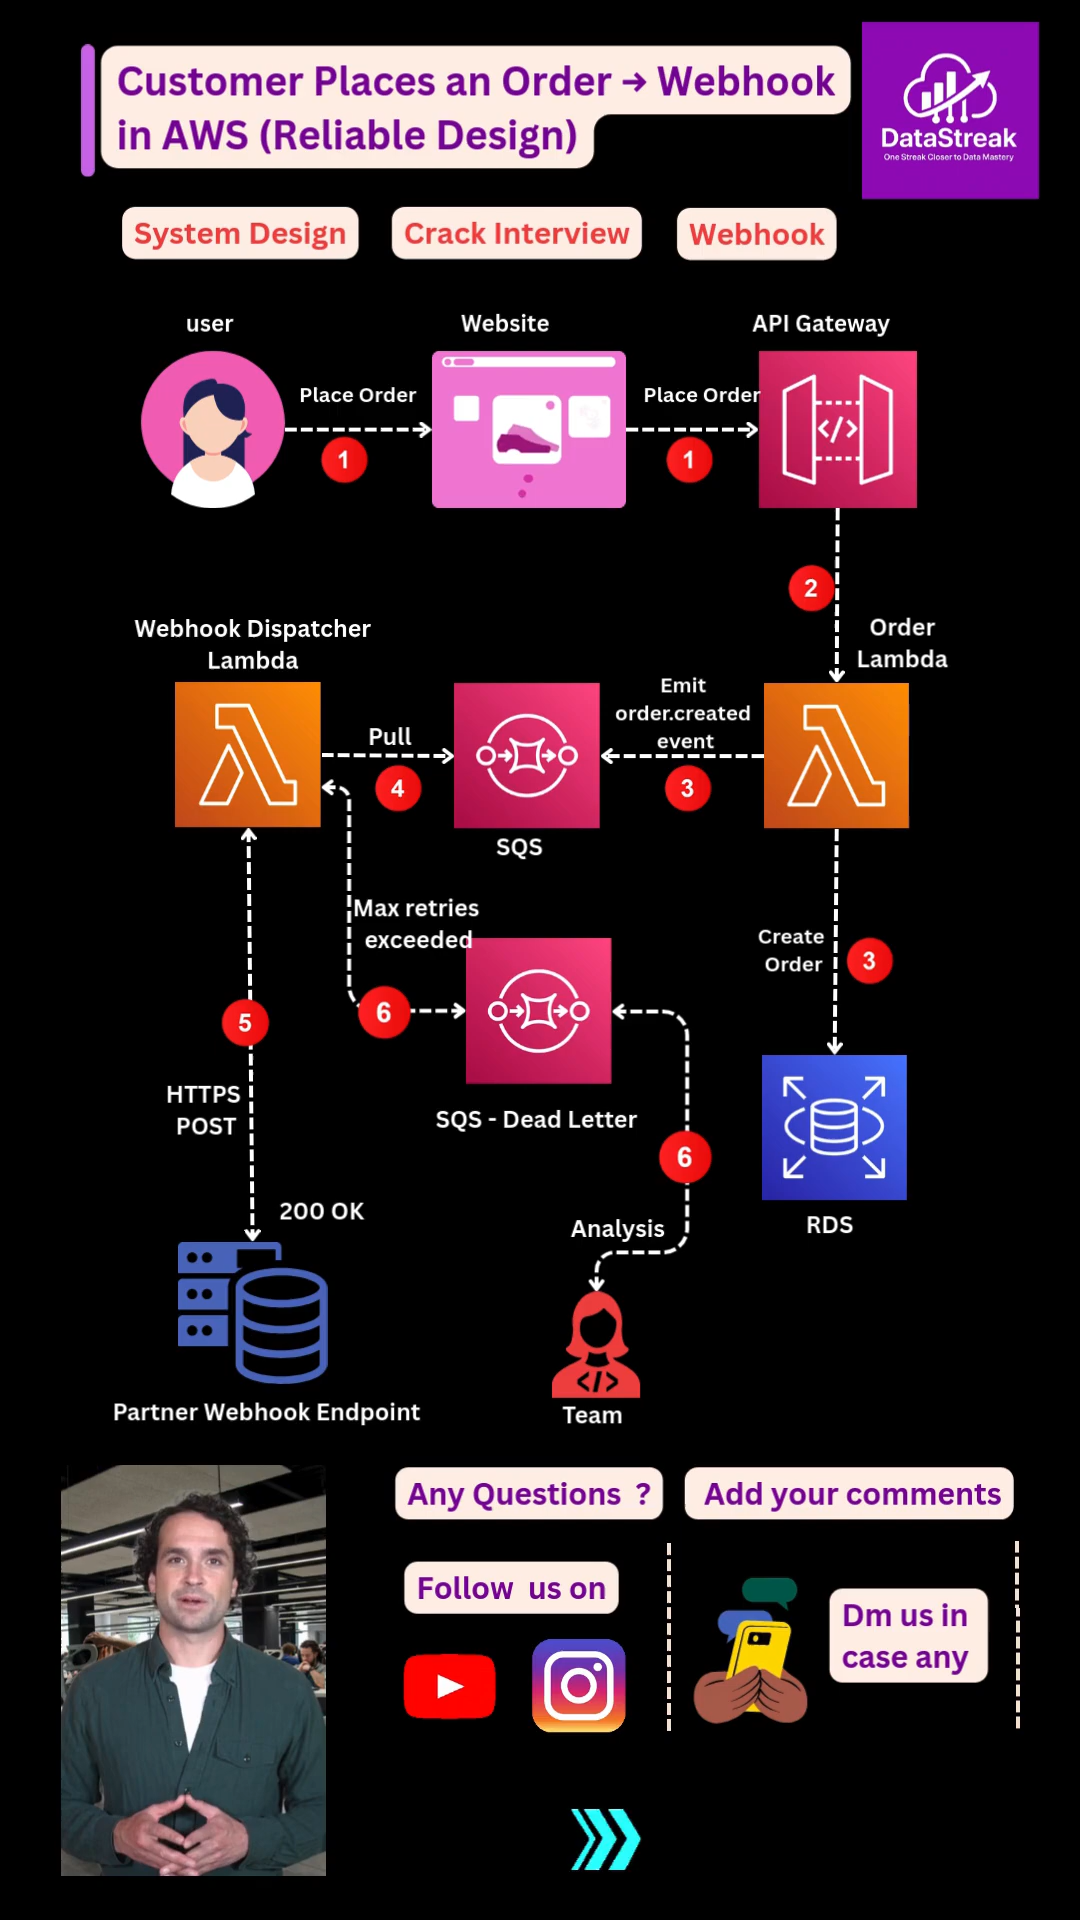 Customer Places an Order → Webhook
in AWS (Reliable Design)
DataStreak
One Streak Closer to Data Mastery
System Design
Crack Interview
Webhook
user
Website
API Gateway
Place Order
1
Place Order
1
</>
2
Order
Lambda
Webhook Dispatcher
Lambda
Pull
4
SQS
Emit
order.created
event
3
Max retries
exceeded
6
SQS - Dead Letter
Create
Order
3
RDS
5
HTTPS
POST
200 OK
Partner Webhook Endpoint
6
Analysis
</>
Team
Any Questions ?
Add your comments
Follow us on
Dm us in
case any